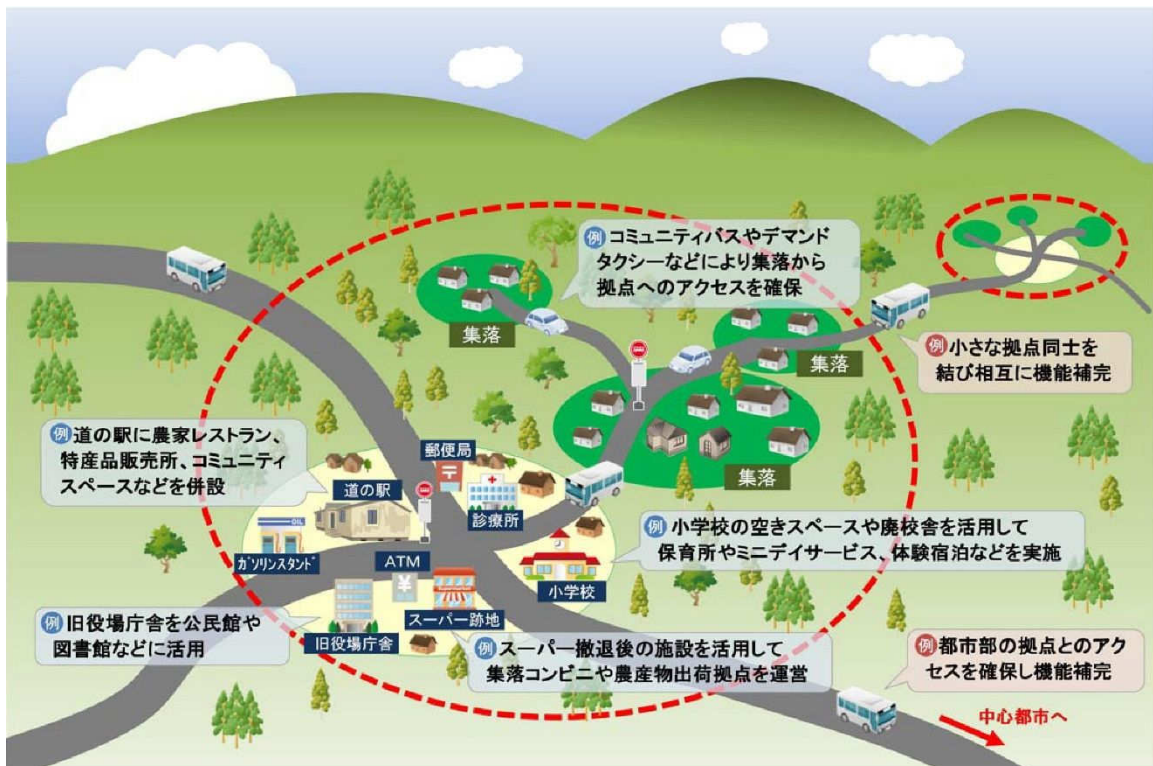 例 コミュニティバスやデマンド
タクシーなどにより集落から
拠点へのアクセスを確保
集落
集落
例 小さな拠点同士を
結び相互に機能補完
例 道の駅に農家レストラン、
特産品販売所、コミュニティ
スペースなどを併設
郵便局
集落
道の駅
診療所
例 小学校の空きスペースや廃校舎を活用して
保育所やミニデイサービス、体験宿泊などを実施
OIL
ガソリンスタンド
ATM
小学校
スーパー跡地
例 旧役場庁舎を公民館や
図書館などに活用
旧役場庁舎
例 スーパー撤退後の施設を活用して
集落コンビニや農産物出荷拠点を運営
例 都市部の拠点とのアク
セスを確保し機能補完
中心都市へ